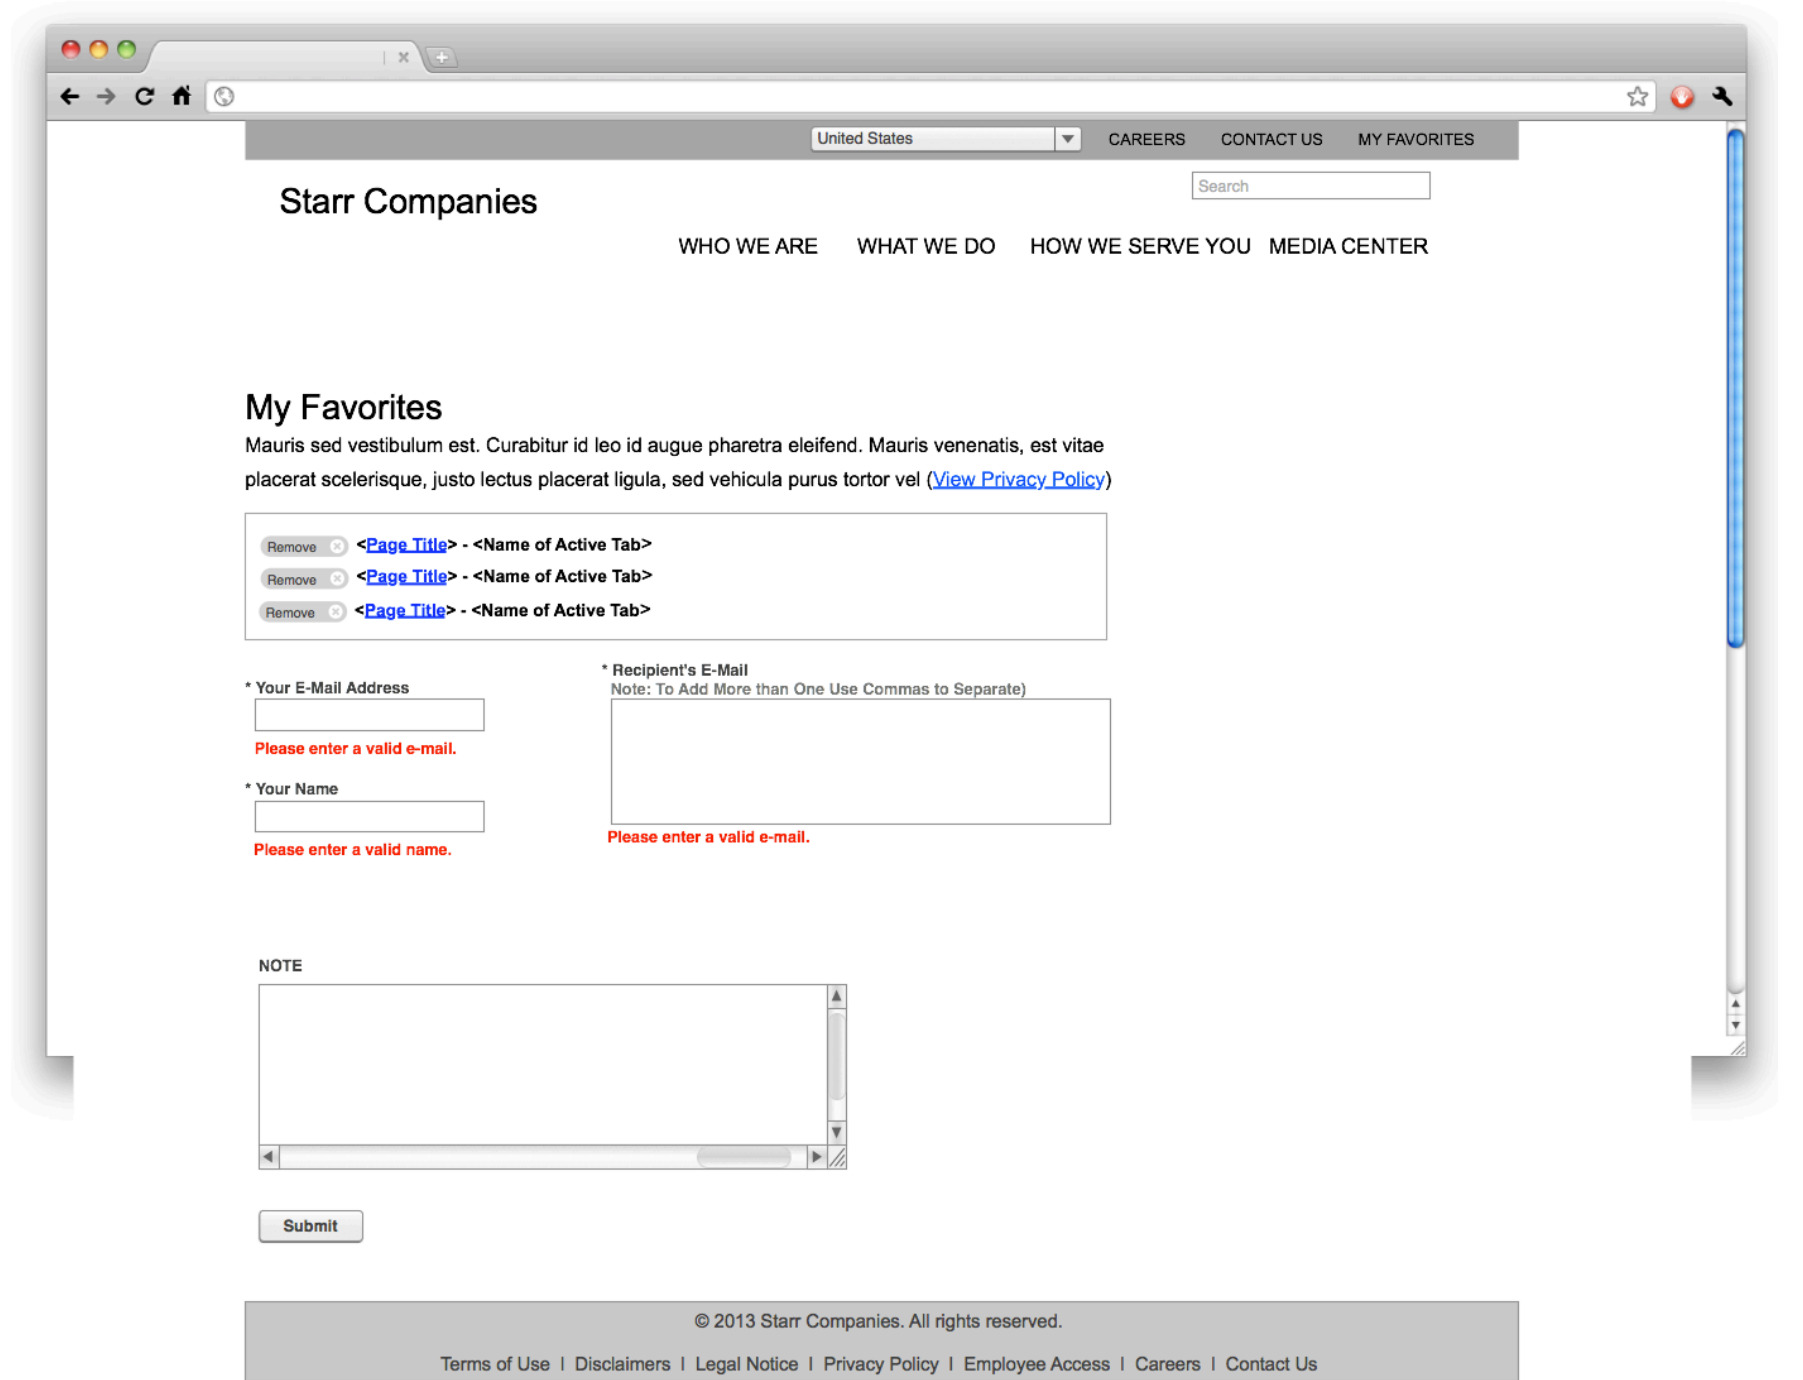 United States
CAREERS CONTACT US MY FAVORITES
Search
Starr Companies
WHO WE ARE WHAT WE DO HOW WE SERVE YOU MEDIA CENTER
My Favorites
Mauris sed vestibulum est. Curabitur id leo id augue pharetra eleifend. Mauris venenatis, est vitae
placerat scelerisque, justo lectus placerat ligula, sed vehicula purus tortor vel (View Privacy Policy)
Remove <Page Title> - <Name of Active Tab>
Remove <Page Title> - <Name of Active Tab>
Remove <Page Title> - <Name of Active Tab>
* Your E-Mail Address
Please enter a valid e-mail.
* Your Name
Please enter a valid name.
* Recipient's E-Mail
Note: To Add More than One Use Commas to Separate)
Please enter a valid e-mail.
NOTE
Submit
© 2013 Starr Companies. All rights reserved.
Terms of Use | Disclaimers | Legal Notice | Privacy Policy | Employee Access | Careers | Contact Us